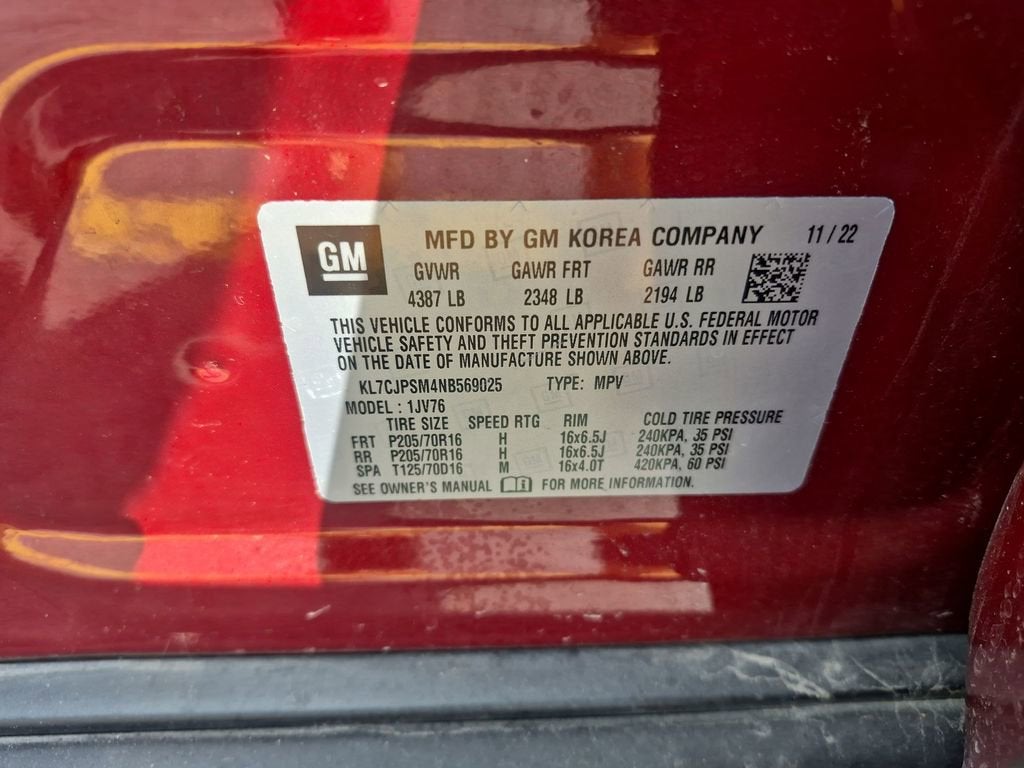 GM
MFD BY GM KOREA COMPANY 11 / 22
GVWR GAWR FRT GAWR RR
4387 LB 2348 LB 2194 LB
THIS VEHICLE CONFORMS TO ALL APPLICABLE U.S. FEDERAL MOTOR
VEHICLE SAFETY AND THEFT PREVENTION STANDARDS IN EFFECT
ON THE DATE OF MANUFACTURE SHOWN ABOVE.
KL7CJPSM4NB569025 TYPE: MPV
MODEL : 1JV76
TIRE SIZE SPEED RTG RIM COLD TIRE PRESSURE
FRT P205/70R16 H 16x6.5J 240KPA, 35 PSI
RR P205/70R16 H 16x6.5J 240KPA, 35 PSI
SPA T125/70D16 M 16x4.0T 420KPA, 60 PSI
SEE OWNER'S MANUAL FOR MORE INFORMATION.